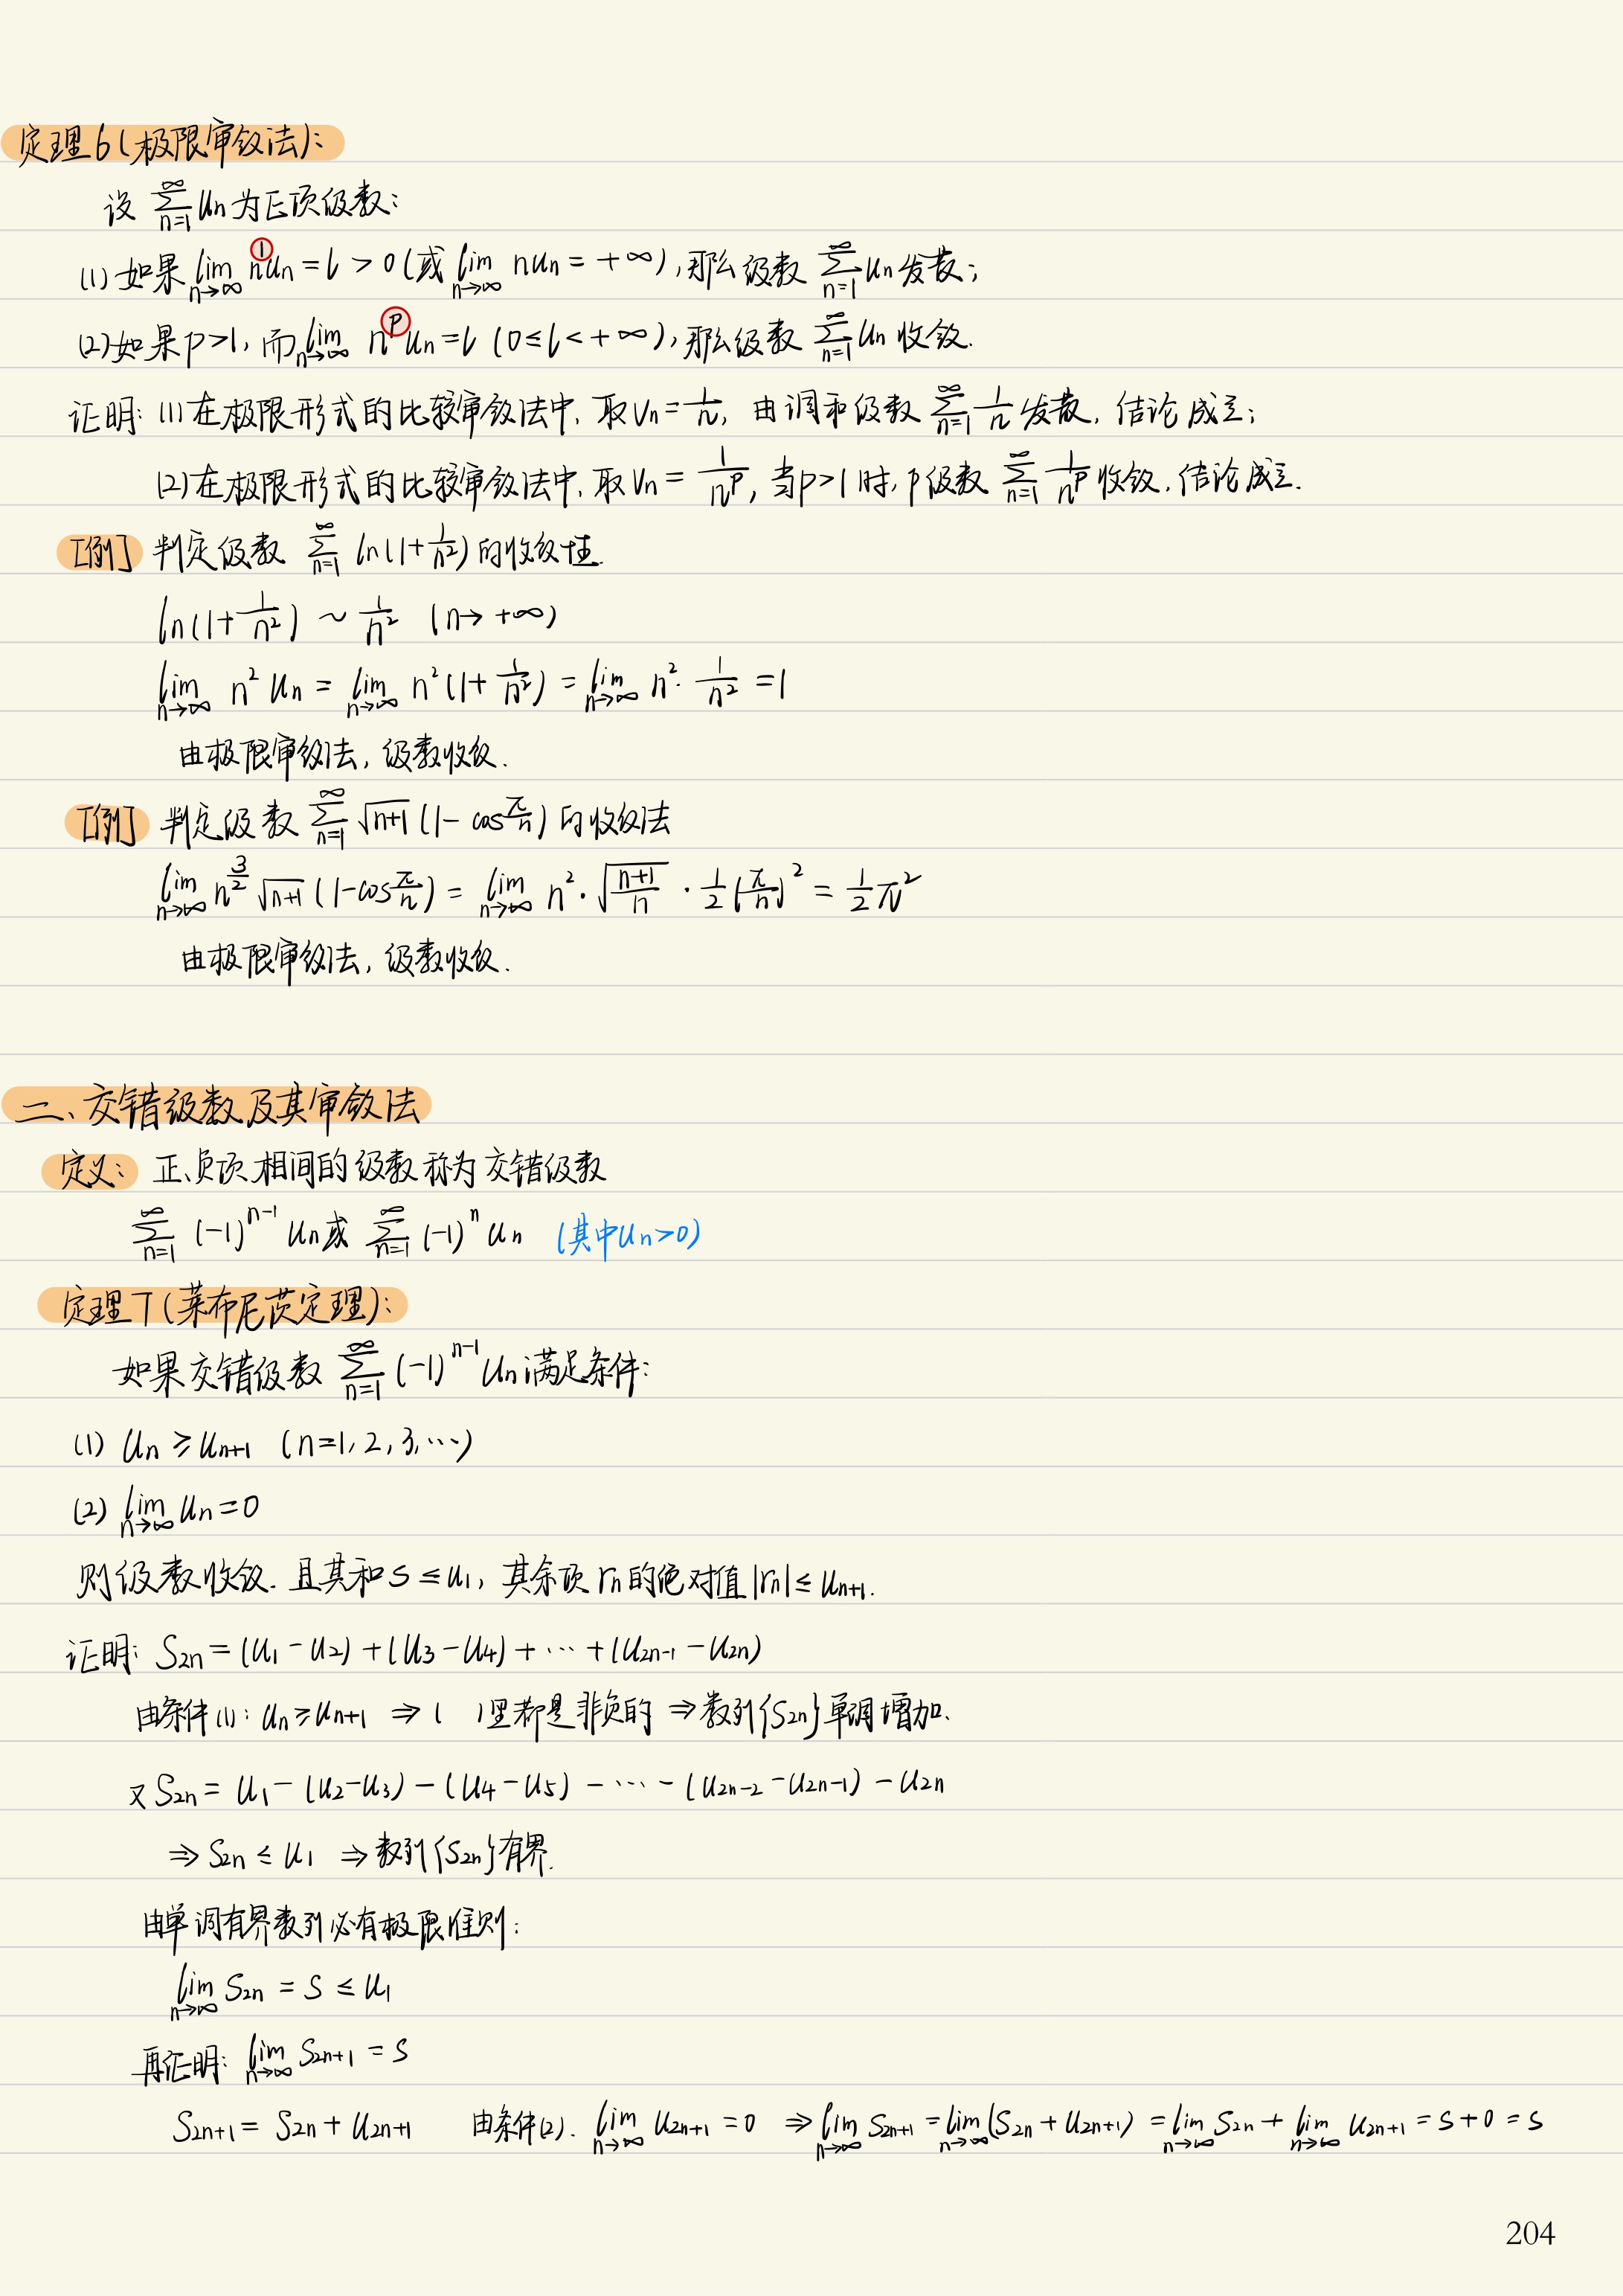 定理6(极限审敛法):
设 $\sum_{n=1}^{\infty} u_n$ 为正项级数:
(1)如果 $\lim_{n\to\infty} n^{①} u_n = l > 0$ (或 $\lim_{n\to\infty} nu_n = +\infty$),那么级数 $\sum_{n=1}^{\infty} u_n$ 发散;
(2)如果 p>1, 而 $\lim_{n\to\infty} n^p u_n = l$ (0≤l<+∞),那么级数 $\sum_{n=1}^{\infty} u_n$ 收敛.
证明: (1)在极限形式的比较审敛法中, 取 $v_n=\frac{1}{n}$, 由调和级数 $\sum_{n=1}^{\infty} \frac{1}{n}$ 发散, 结论成立;
(2)在极限形式的比较审敛法中, 取 $v_n=\frac{1}{n^p}$, 当p>1时, p级数 $\sum_{n=1}^{\infty} \frac{1}{n^p}$ 收敛, 结论成立.
[例] 判定级数 $\sum_{n=1}^{\infty} \ln(1+\frac{1}{n^2})$ 的收敛性.
$\ln(1+\frac{1}{n^2}) \sim \frac{1}{n^2}$ (n→+∞)
$\lim_{n\to\infty} n^2 u_n = \lim_{n\to\infty} n^2(1+\frac{1}{n^2}) = \lim_{n\to\infty} n^2 \cdot \frac{1}{n^2} = 1$
由极限审敛法, 级数收敛.
[例] 判定级数 $\sum_{n=1}^{\infty} \sqrt{n+1}(1-\cos\frac{\pi}{n})$ 的收敛法
$\lim_{n\to\infty} n^{\frac{3}{2}} \sqrt{n+1}(1-\cos\frac{\pi}{n}) = \lim_{n\to\infty} n^2 \cdot \sqrt{\frac{n+1}{n}} \cdot \frac{1}{2}(\frac{\pi}{n})^2 = \frac{1}{2}\pi^2$
由极限审敛法, 级数收敛.
二、交错级数及其审敛法
定义: 正、负项相间的级数称为交错级数
$\sum_{n=1}^{\infty} (-1)^{n-1} u_n$ 或 $\sum_{n=1}^{\infty} (-1)^n u_n$ (其中$u_n>0$)
定理7(莱布尼茨定理):
如果交错级数 $\sum_{n=1}^{\infty} (-1)^{n-1} u_n$ 满足条件:
(1) $u_n \geq u_{n+1}$ (n=1, 2, 3, ⋯)
(2) $\lim_{n\to\infty} u_n = 0$
则级数收敛. 且其和 $s \leq u_1$, 其余项 $r_n$ 的绝对值 $|r_n| \leq u_{n+1}$.
证明: $S_{2n} = (u_1-u_2)+(u_3-u_4)+\cdots+(u_{2n-1}-u_{2n})$
由条件(1): $u_n \geq u_{n+1}$ ⇒ ( )里都是非负的 ⇒ 数列{$S_{2n}$}单调增加.
又 $S_{2n} = u_1-(u_2-u_3)-(u_4-u_5)-\cdots-(u_{2n-2}-u_{2n-1})-u_{2n}$
⇒ $S_{2n} \leq u_1$ ⇒ 数列{$S_{2n}$}有界.
由单调有界数列必有极限准则:
$\lim_{n\to\infty} S_{2n} = s \leq u_1$
再证明: $\lim_{n\to\infty} S_{2n+1} = s$
$S_{2n+1} = S_{2n}+u_{2n+1}$ 由条件(2). $\lim_{n\to\infty} u_{2n+1} = 0$ ⇒ $\lim_{n\to\infty} S_{2n+1} = \lim_{n\to\infty}(S_{2n}+u_{2n+1}) = \lim_{n\to\infty} S_{2n} + \lim_{n\to\infty} u_{2n+1} = s+0 = s$
204